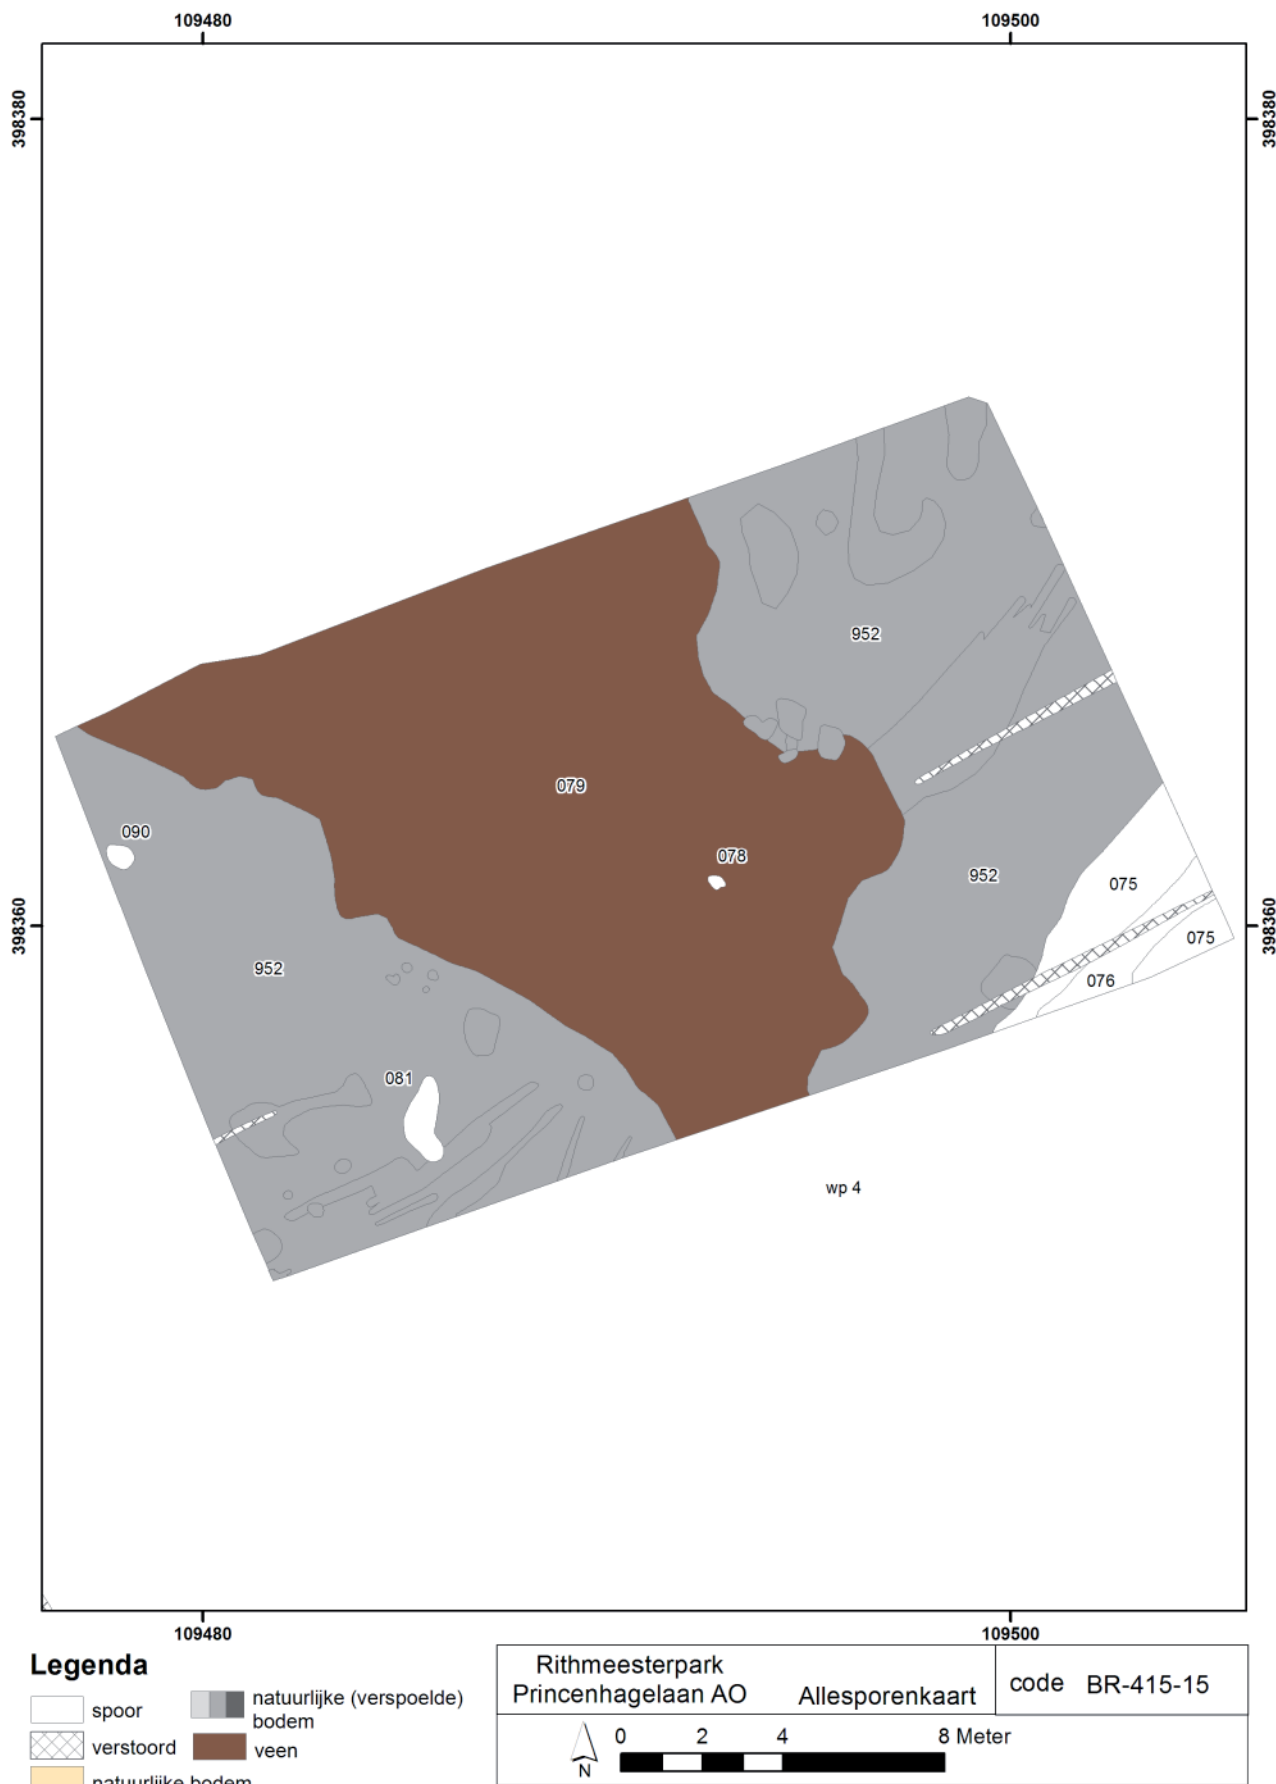 109480 109500
398380 398380
952
079
090
078
952
075
398360 398360
075
952
076
081
wp 4
109480 109500
Legenda
spoor
natuurlijke (verspoelde)
bodem
verstoord
veen
natuurlijke bodem
Rithmeesterpark
Princenhagelaan AO
Allesporenkaart
code BR-415-15
0 2 4 8 Meter
N